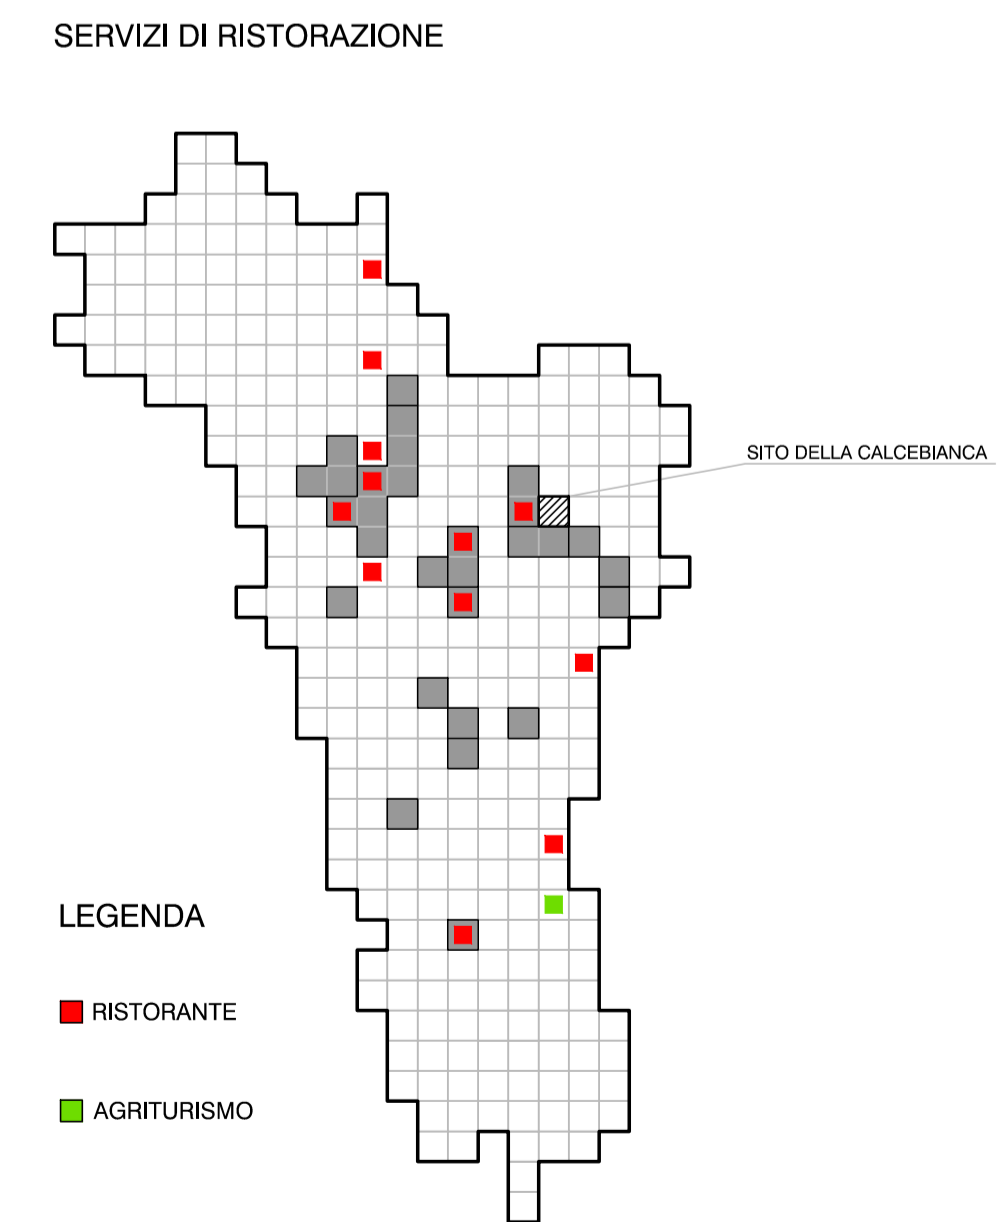 SERVIZI DI RISTORAZIONE
SITO DELLA CALCEBIANCA
LEGENDA
RISTORANTE
AGRITURISMO